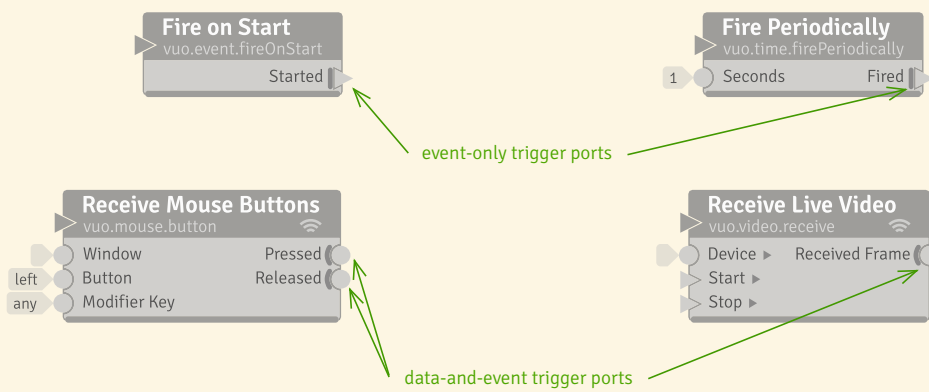 Fire on Start
vuo.event.fireOnStart
Started
Fire Periodically
vuo.time.firePeriodically
1 Seconds Fired
event-only trigger ports
Receive Mouse Buttons
vuo.mouse.button
Window Pressed
left Button Released
any Modifier Key
Receive Live Video
vuo.video.receive
Device Received Frame
Start
Stop
data-and-event trigger ports